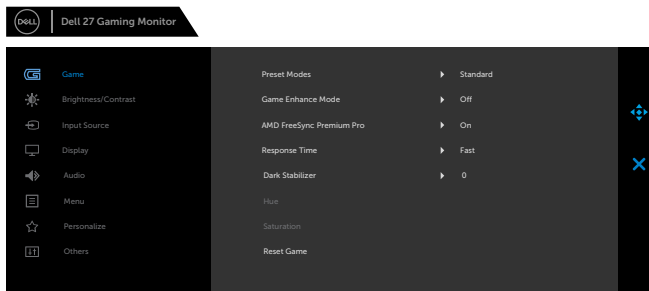 DELL
Dell 27 Gaming Monitor
Game
Preset Modes
Standard
Brightness/Contrast
Game Enhance Mode
Off
Input Source
AMD FreeSync Premium Pro
On
Display
Response Time
Fast
Audio
Dark Stabilizer
0
Menu
Hue
Personalize
Saturation
Others
Reset Game